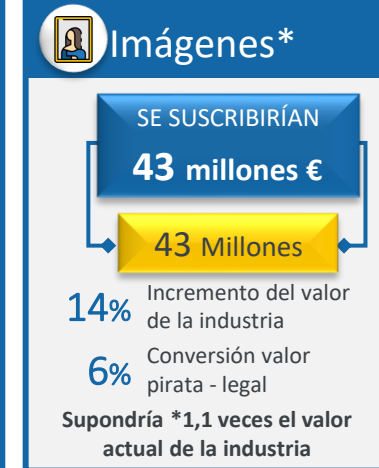 Imágenes*
SE SUSCRIBIRÍAN
43 millones €
43 Millones
14% Incremento del valor
de la industria
6% Conversión valor
pirata - legal
Supondría *1,1 veces el valor
actual de la industria